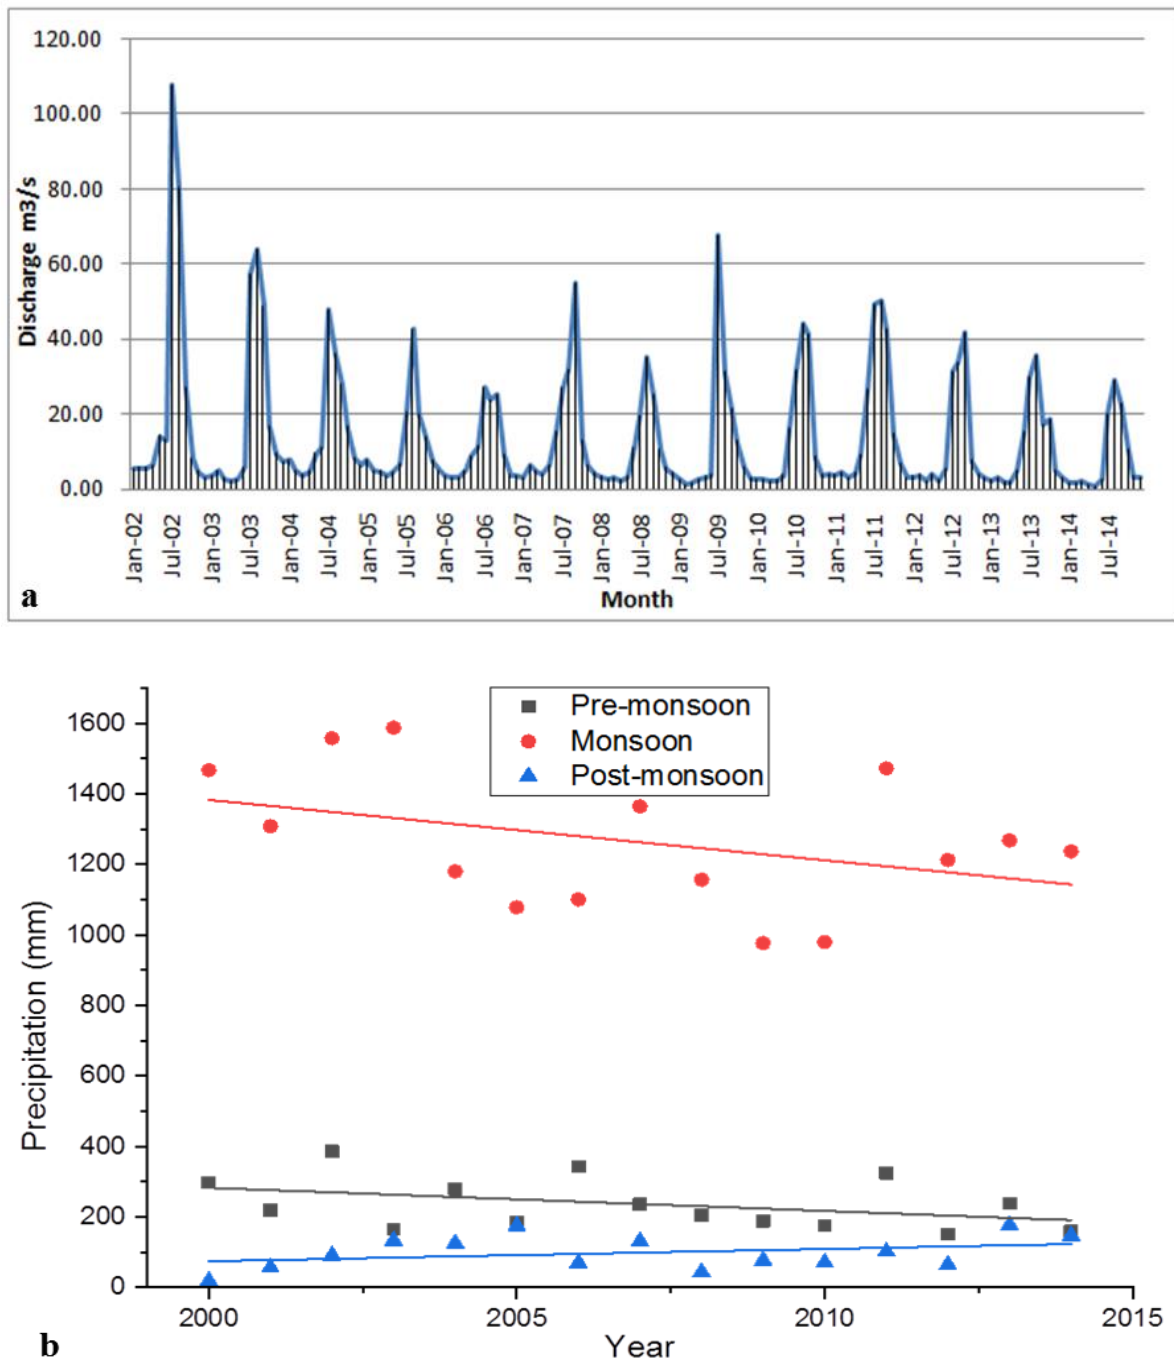 120.00
100.00
80.00
60.00
40.00
20.00
0.00
Discharge m3/s
Jan-02
Jul-02
Jan-03
Jul-03
Jan-04
Jul-04
Jan-05
Jul-05
Jan-06
Jul-06
Jan-07
Jul-07
Jan-08
Jul-08
Jan-09
Jul-09
Jan-10
Jul-10
Jan-11
Jul-11
Jan-12
Jul-12
Jan-13
Jul-13
Jan-14
Jul-14
Month
a
Pre-monsoon
Monsoon
Post-monsoon
1600
1400
1200
1000
800
600
400
200
0
Precipitation (mm)
2000
2005
2010
2015
Year
b